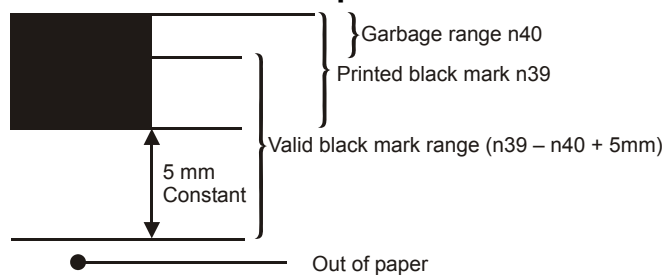 Garbage range n40
Printed black mark n39
Valid black mark range (n39 – n40 + 5mm)
5 mm
Constant
Out of paper